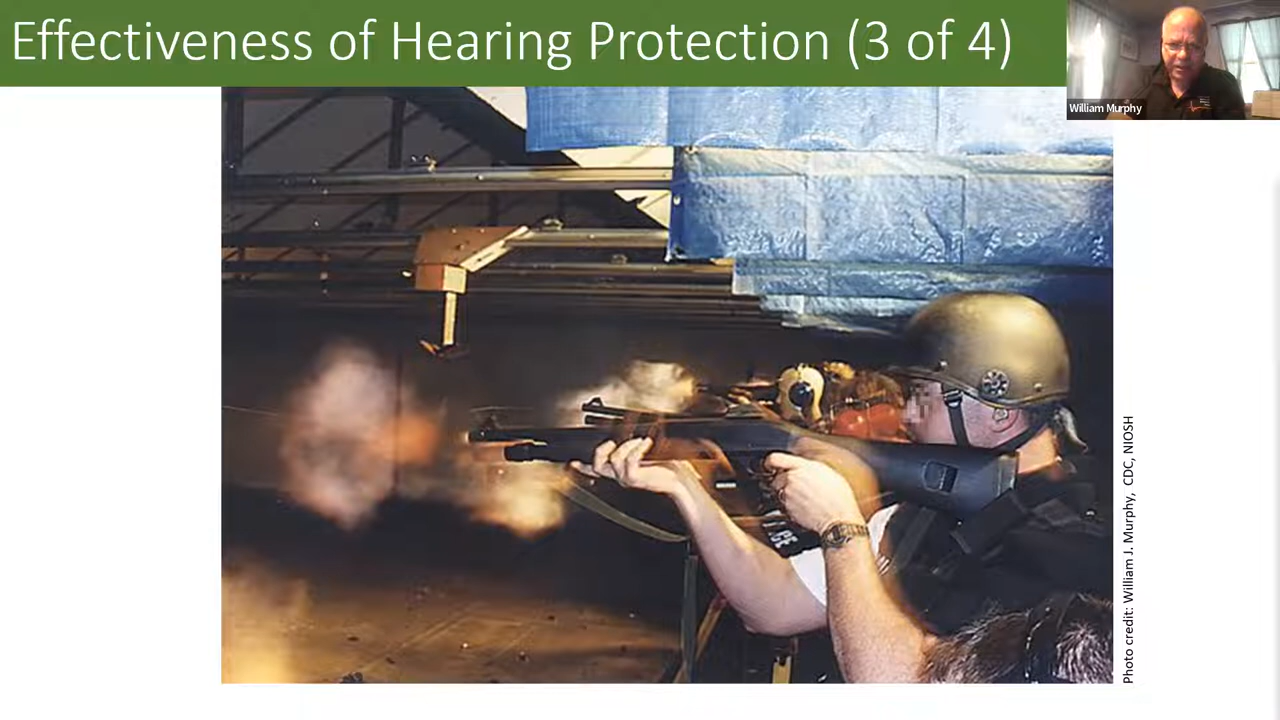 Effectiveness of Hearing Protection (3 of 4)
William Murphy
Photo credit: William J. Murphy, CDC, NIOSH